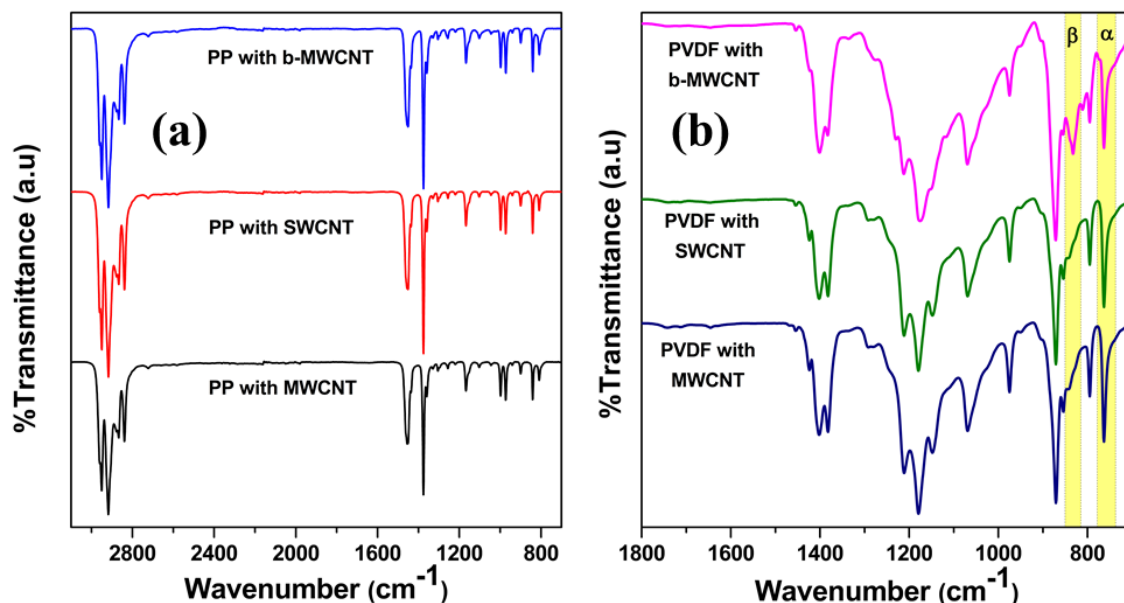 %Transmittance (a.u)
PP with b-MWCNT
(a)
PP with SWCNT
PP with MWCNT
2800 2400 2000 1600 1200 800
Wavenumber (cm-1)
%Transmittance (a.u)
PVDF with
b-MWCNT
β α
(b)
PVDF with
SWCNT
PVDF with
MWCNT
1800 1600 1400 1200 1000 800
Wavenumber (cm-1)